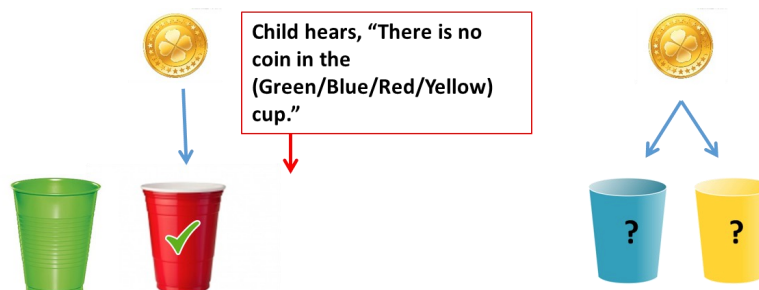 Child hears, “There is no
coin in the
(Green/Blue/Red/Yellow)
cup.”
?
?